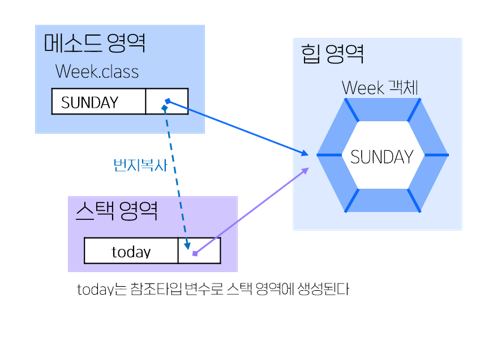 메소드 영역
Week.class
SUNDAY
힙 영역
Week 객체
SUNDAY
번지복사
스택 영역
today
today는 참조타입 변수로 스택 영역에 생성된다